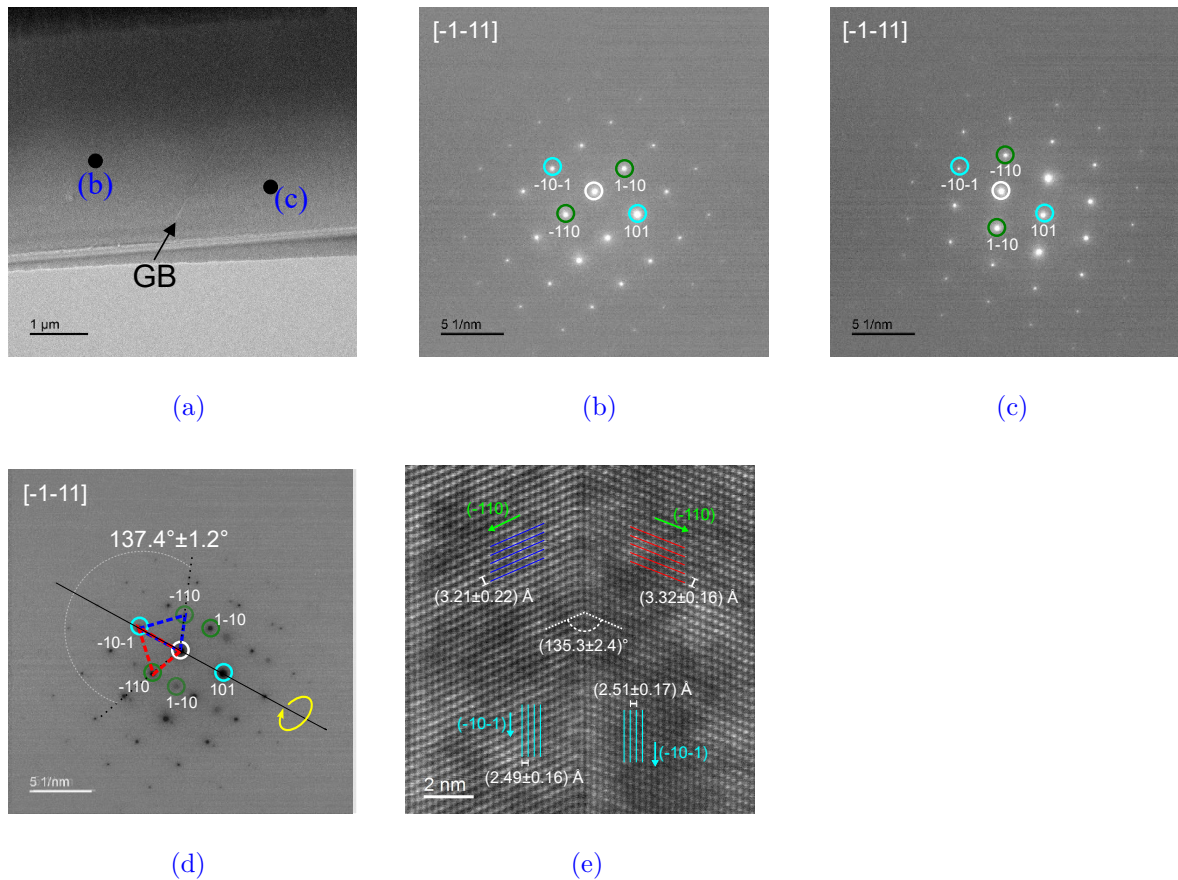 (b)
(c)
GB
1 µm
(a)
[-1-11]
-10-1
1-10
-110
101
5 1/nm
(b)
[-1-11]
-10-1
-110
101
1-10
5 1/nm
(c)
[-1-11]
137.4°±1.2°
-110
1-10
-10-1
-110
1-10
101
5 1/nm
(d)
(-110)
(-110)
(3.21±0.22) Å
(3.32±0.16) Å
(135.3±2.4)°
(2.51±0.17) Å
(-10-1)
(-10-1)
(2.49±0.16) Å
2 nm
(e)